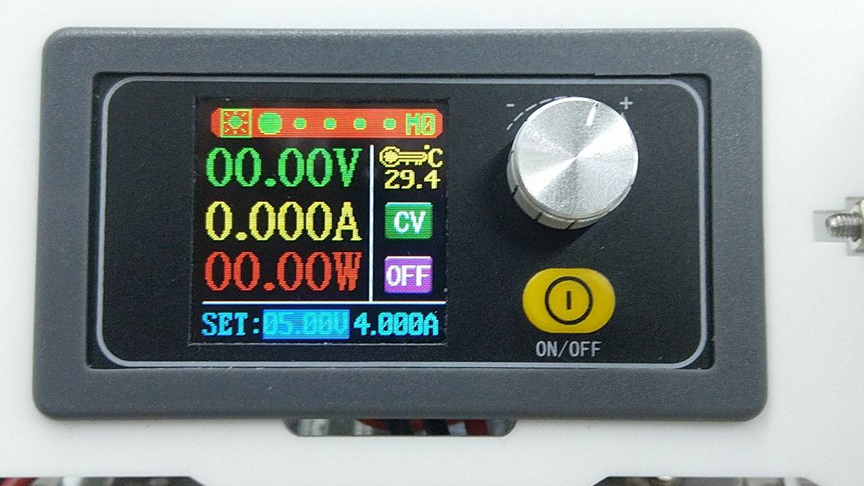 M0
- +
00.00V
°C
29.4
0.000A
CV
00.00W
OFF
SET:05.00V 4.000A
ON/OFF